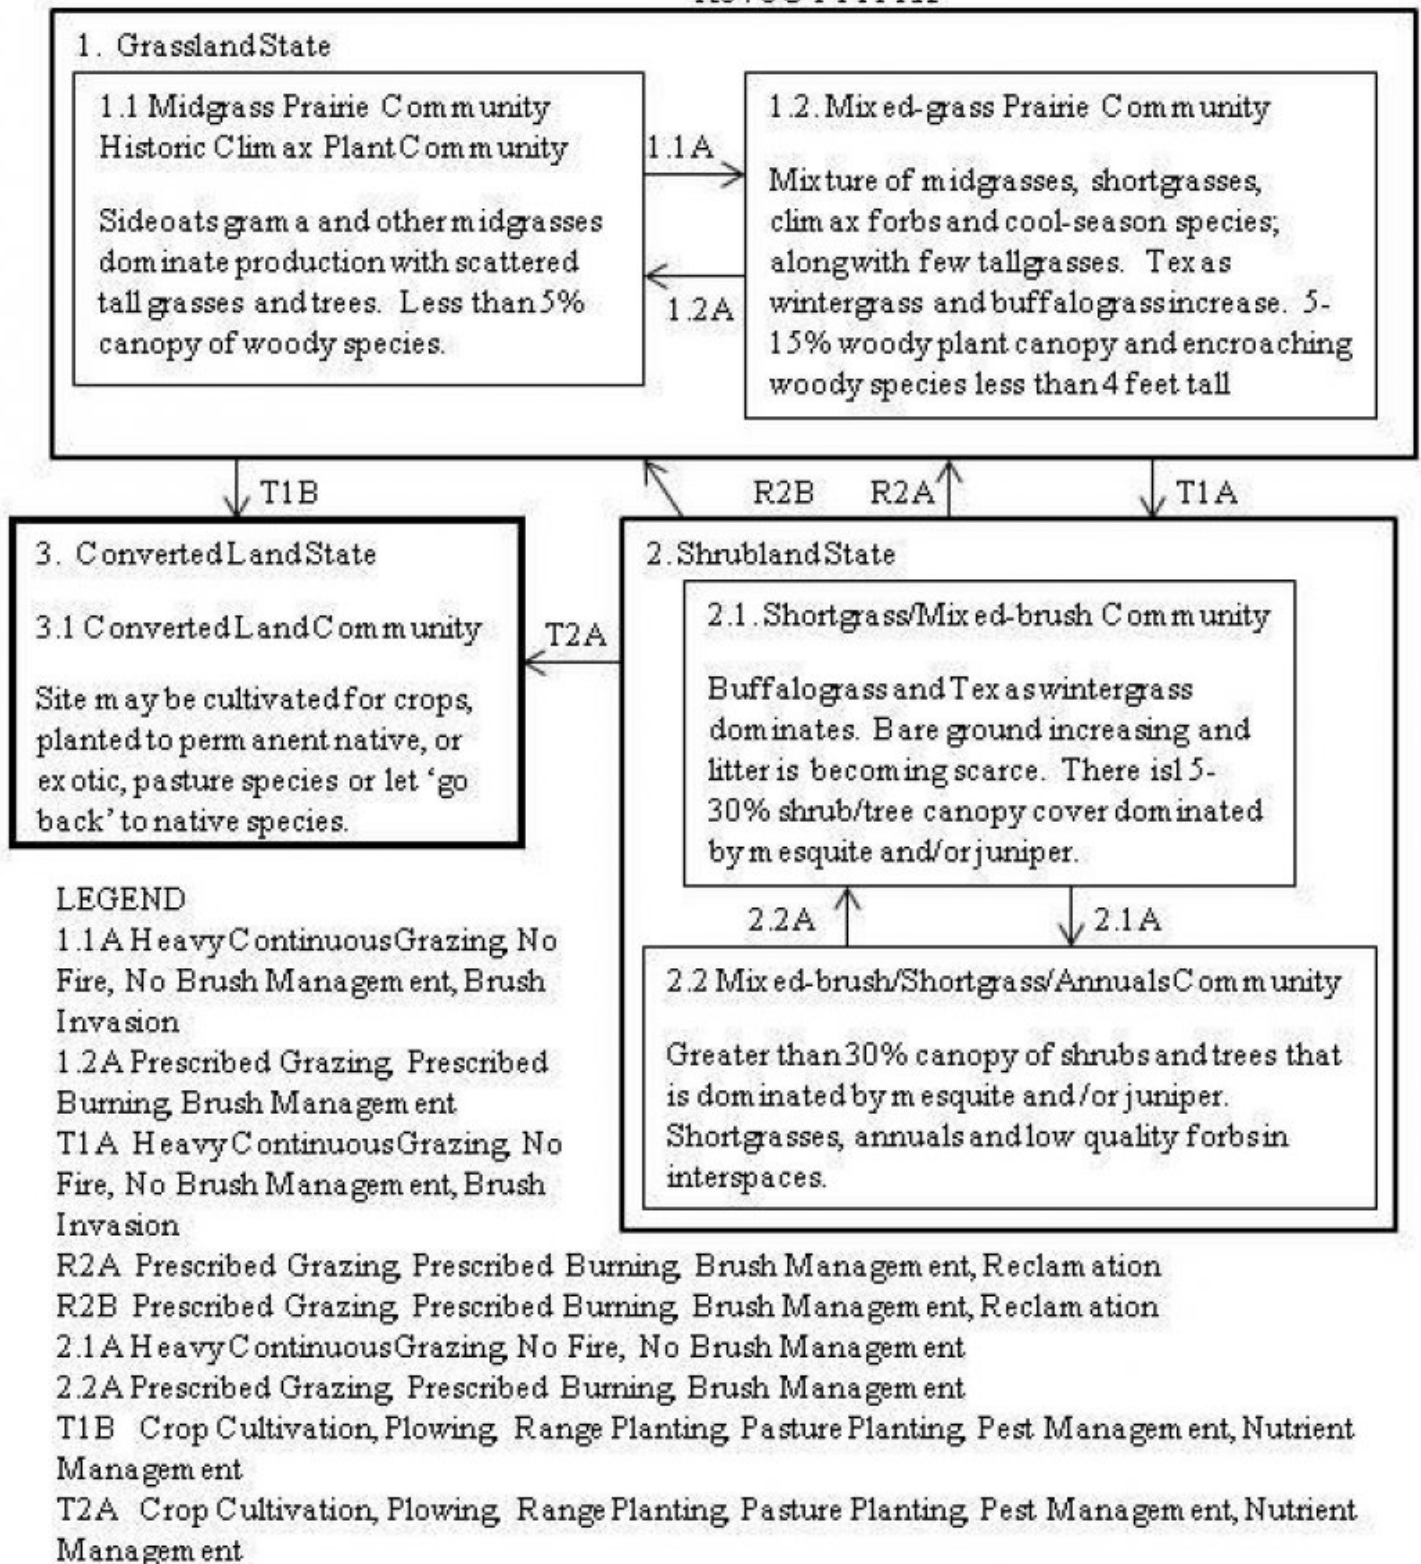 1. Grassland State
1.1 Midgrass Prairie Community
Historic Climax Plant Community
Sideoats grama and other midgrasses
dominate production with scattered
tall grasses and trees. Less than 5%
canopy of woody species.
1.1A
1.2A
1.2. Mixed-grass Prairie Community
Mixture of midgrasses, shortgrasses,
climax forbs and cool-season species;
along with few tallgrasses. Texas
wintergrass and buffalograss increase. 5-
15% woody plant canopy and encroaching
woody species less than 4 feet tall
T1B
R2B
R2A
T1A
3. Converted Land State
3.1 Converted Land Community
Site may be cultivated for crops,
planted to permanent native, or
exotic, pasture species or let ‘go
back’ to native species.
T2A
2. Shrubland State
2.1. Shortgrass/Mixed-brush Community
Buffalograss and Texas wintergrass
dominates. Bare ground increasing and
litter is becoming scarce. There is15-
30% shrub/tree canopy cover dominated
by mesquite and/or juniper.
2.2A
2.1A
2.2 Mixed-brush/Shortgrass/Annuals Community
Greater than 30% canopy of shrubs and trees that
is dominated by mesquite and/or juniper.
Shortgrasses, annuals and low quality forbs in
interspaces.
LEGEND
1.1A Heavy Continuous Grazing, No
Fire, No Brush Management, Brush
Invasion
1.2A Prescribed Grazing, Prescribed
Burning, Brush Management
T1A Heavy Continuous Grazing, No
Fire, No Brush Management, Brush
Invasion
R2A Prescribed Grazing, Prescribed Burning, Brush Management, Reclamation
R2B Prescribed Grazing, Prescribed Burning, Brush Management, Reclamation
2.1A Heavy Continuous Grazing, No Fire, No Brush Management
2.2A Prescribed Grazing, Prescribed Burning, Brush Management
T1B Crop Cultivation, Plowing, Range Planting, Pasture Planting, Pest Management, Nutrient
Management
T2A Crop Cultivation, Plowing, Range Planting, Pasture Planting, Pest Management, Nutrient
Management